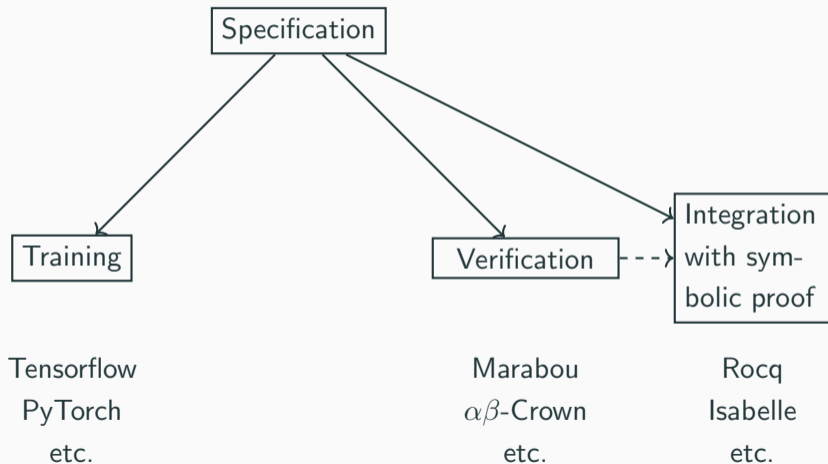 Specification
Training
Verification
Integration
with sym-
bolic proof
Tensorflow
PyTorch
etc.
Marabou
αβ-Crown
etc.
Rocq
Isabelle
etc.